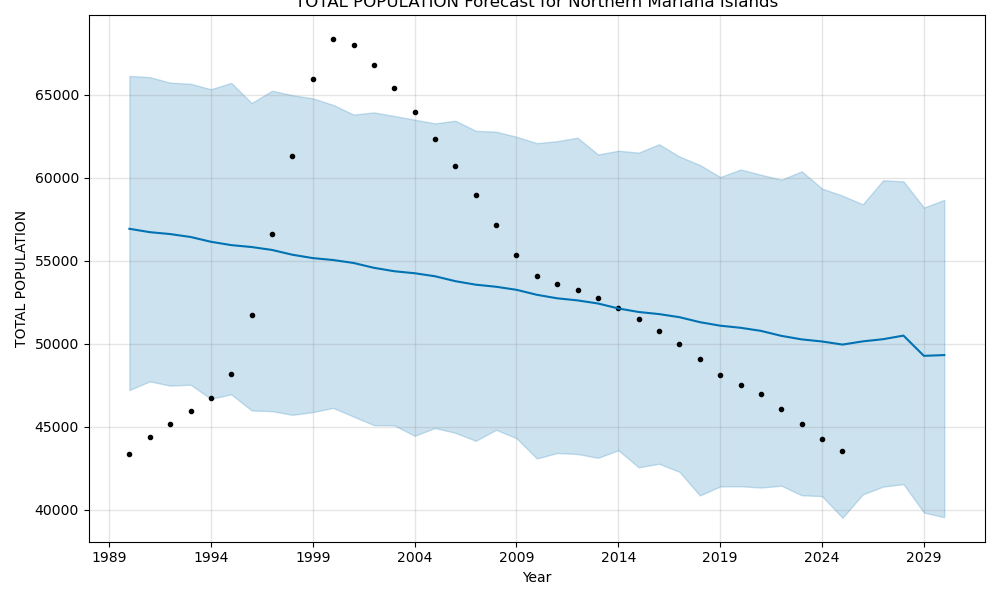 TOTAL POPULATION Forecast for Northern Mariana Islands
65000
60000
55000
50000
45000
40000
TOTAL POPULATION
1989 1994 1999 2004 2009 2014 2019 2024 2029
Year